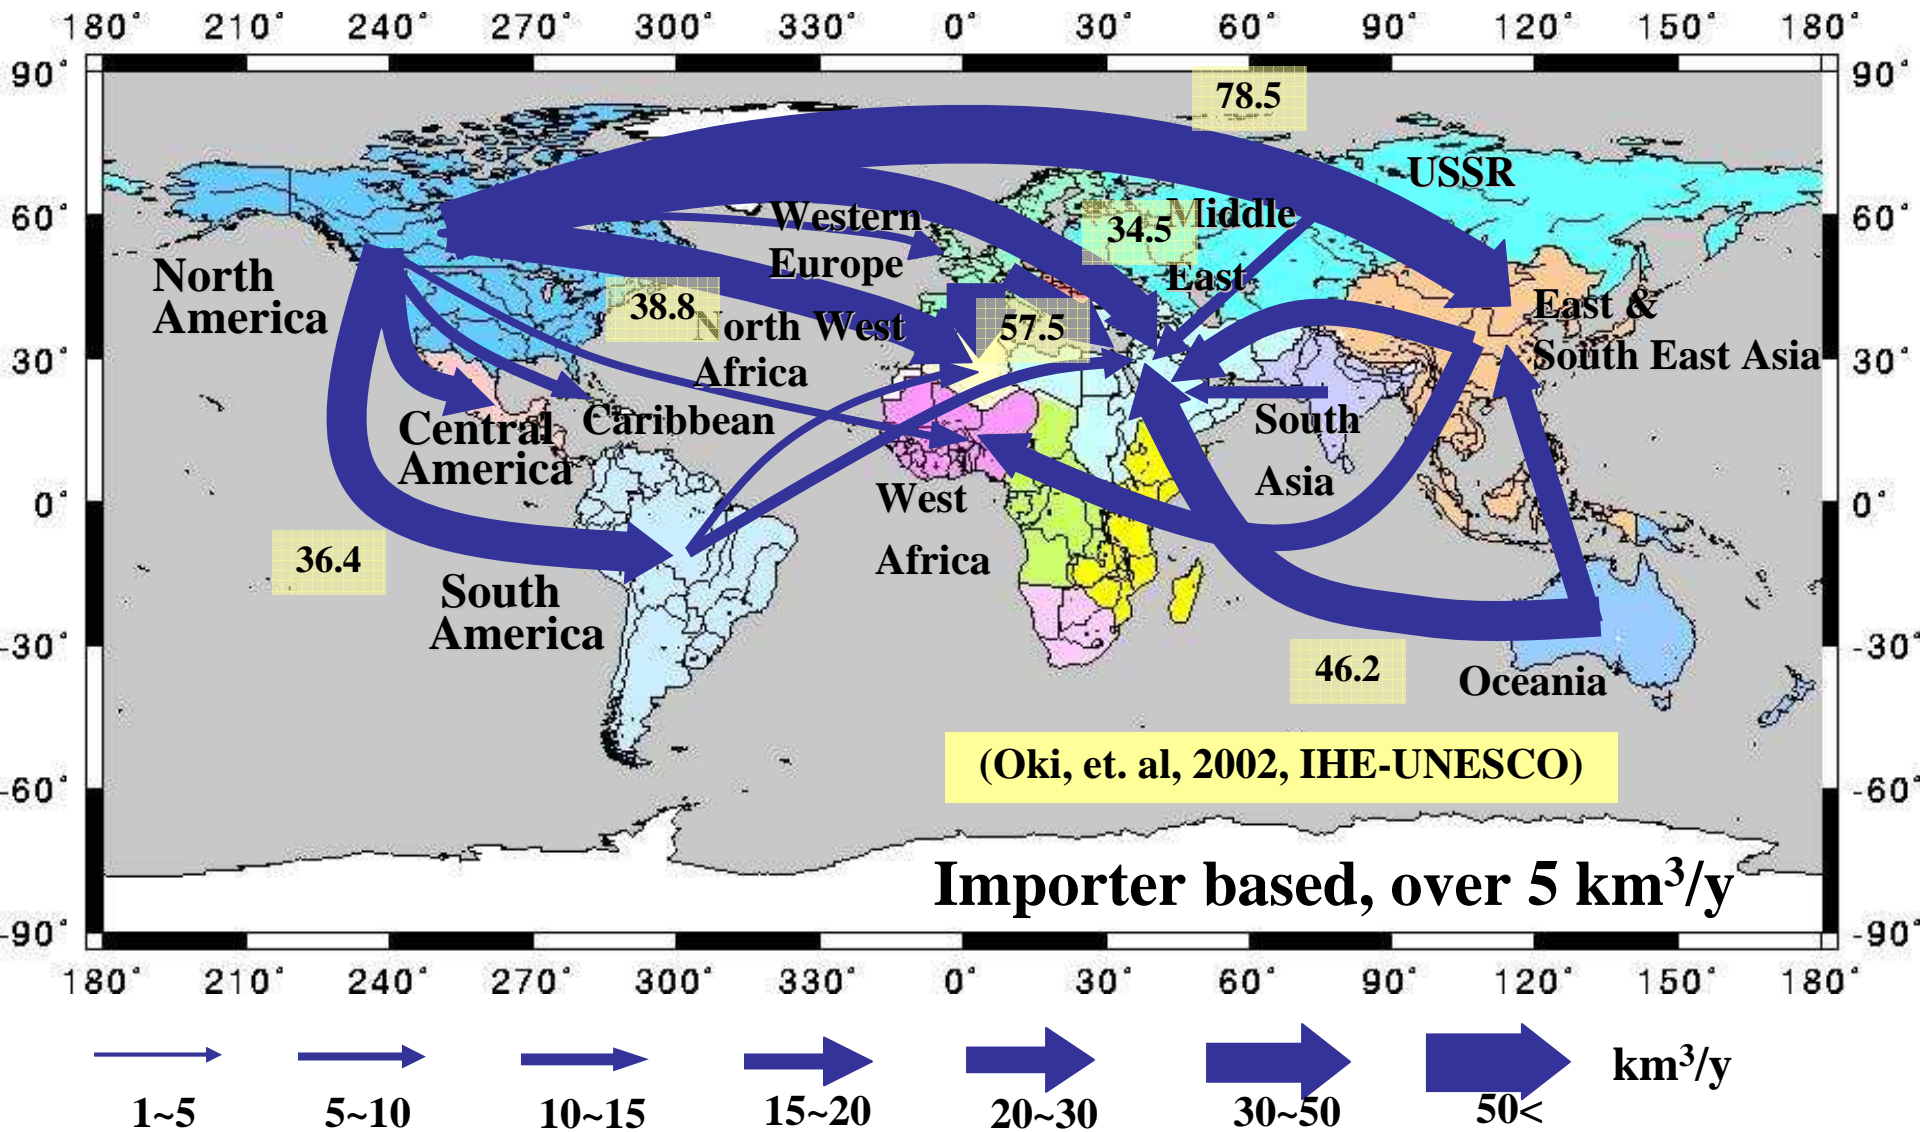 180° 210° 240° 270° 300° 330° 0° 30° 60° 90° 120° 150° 180°
90° 90°
78.5
USSR
60° 60°
Western Middle
34.5
Europe East
North
America
38.8
North West
57.5
East &
South East Asia
30° 30°
Africa
Caribbean
Central
America
South
Asia
West
Africa
0° 0°
36.4
South
America
-30° -30°
46.2
Oceania
(Oki, et. al, 2002, IHE-UNESCO)
-60° -60°
Importer based, over 5 km³/y
-90° -90°
180° 210° 240° 270° 300° 330° 0° 30° 60° 90° 120° 150° 180°
km³/y
1~5 5~10 10~15 15~20 20~30 30~50 50<